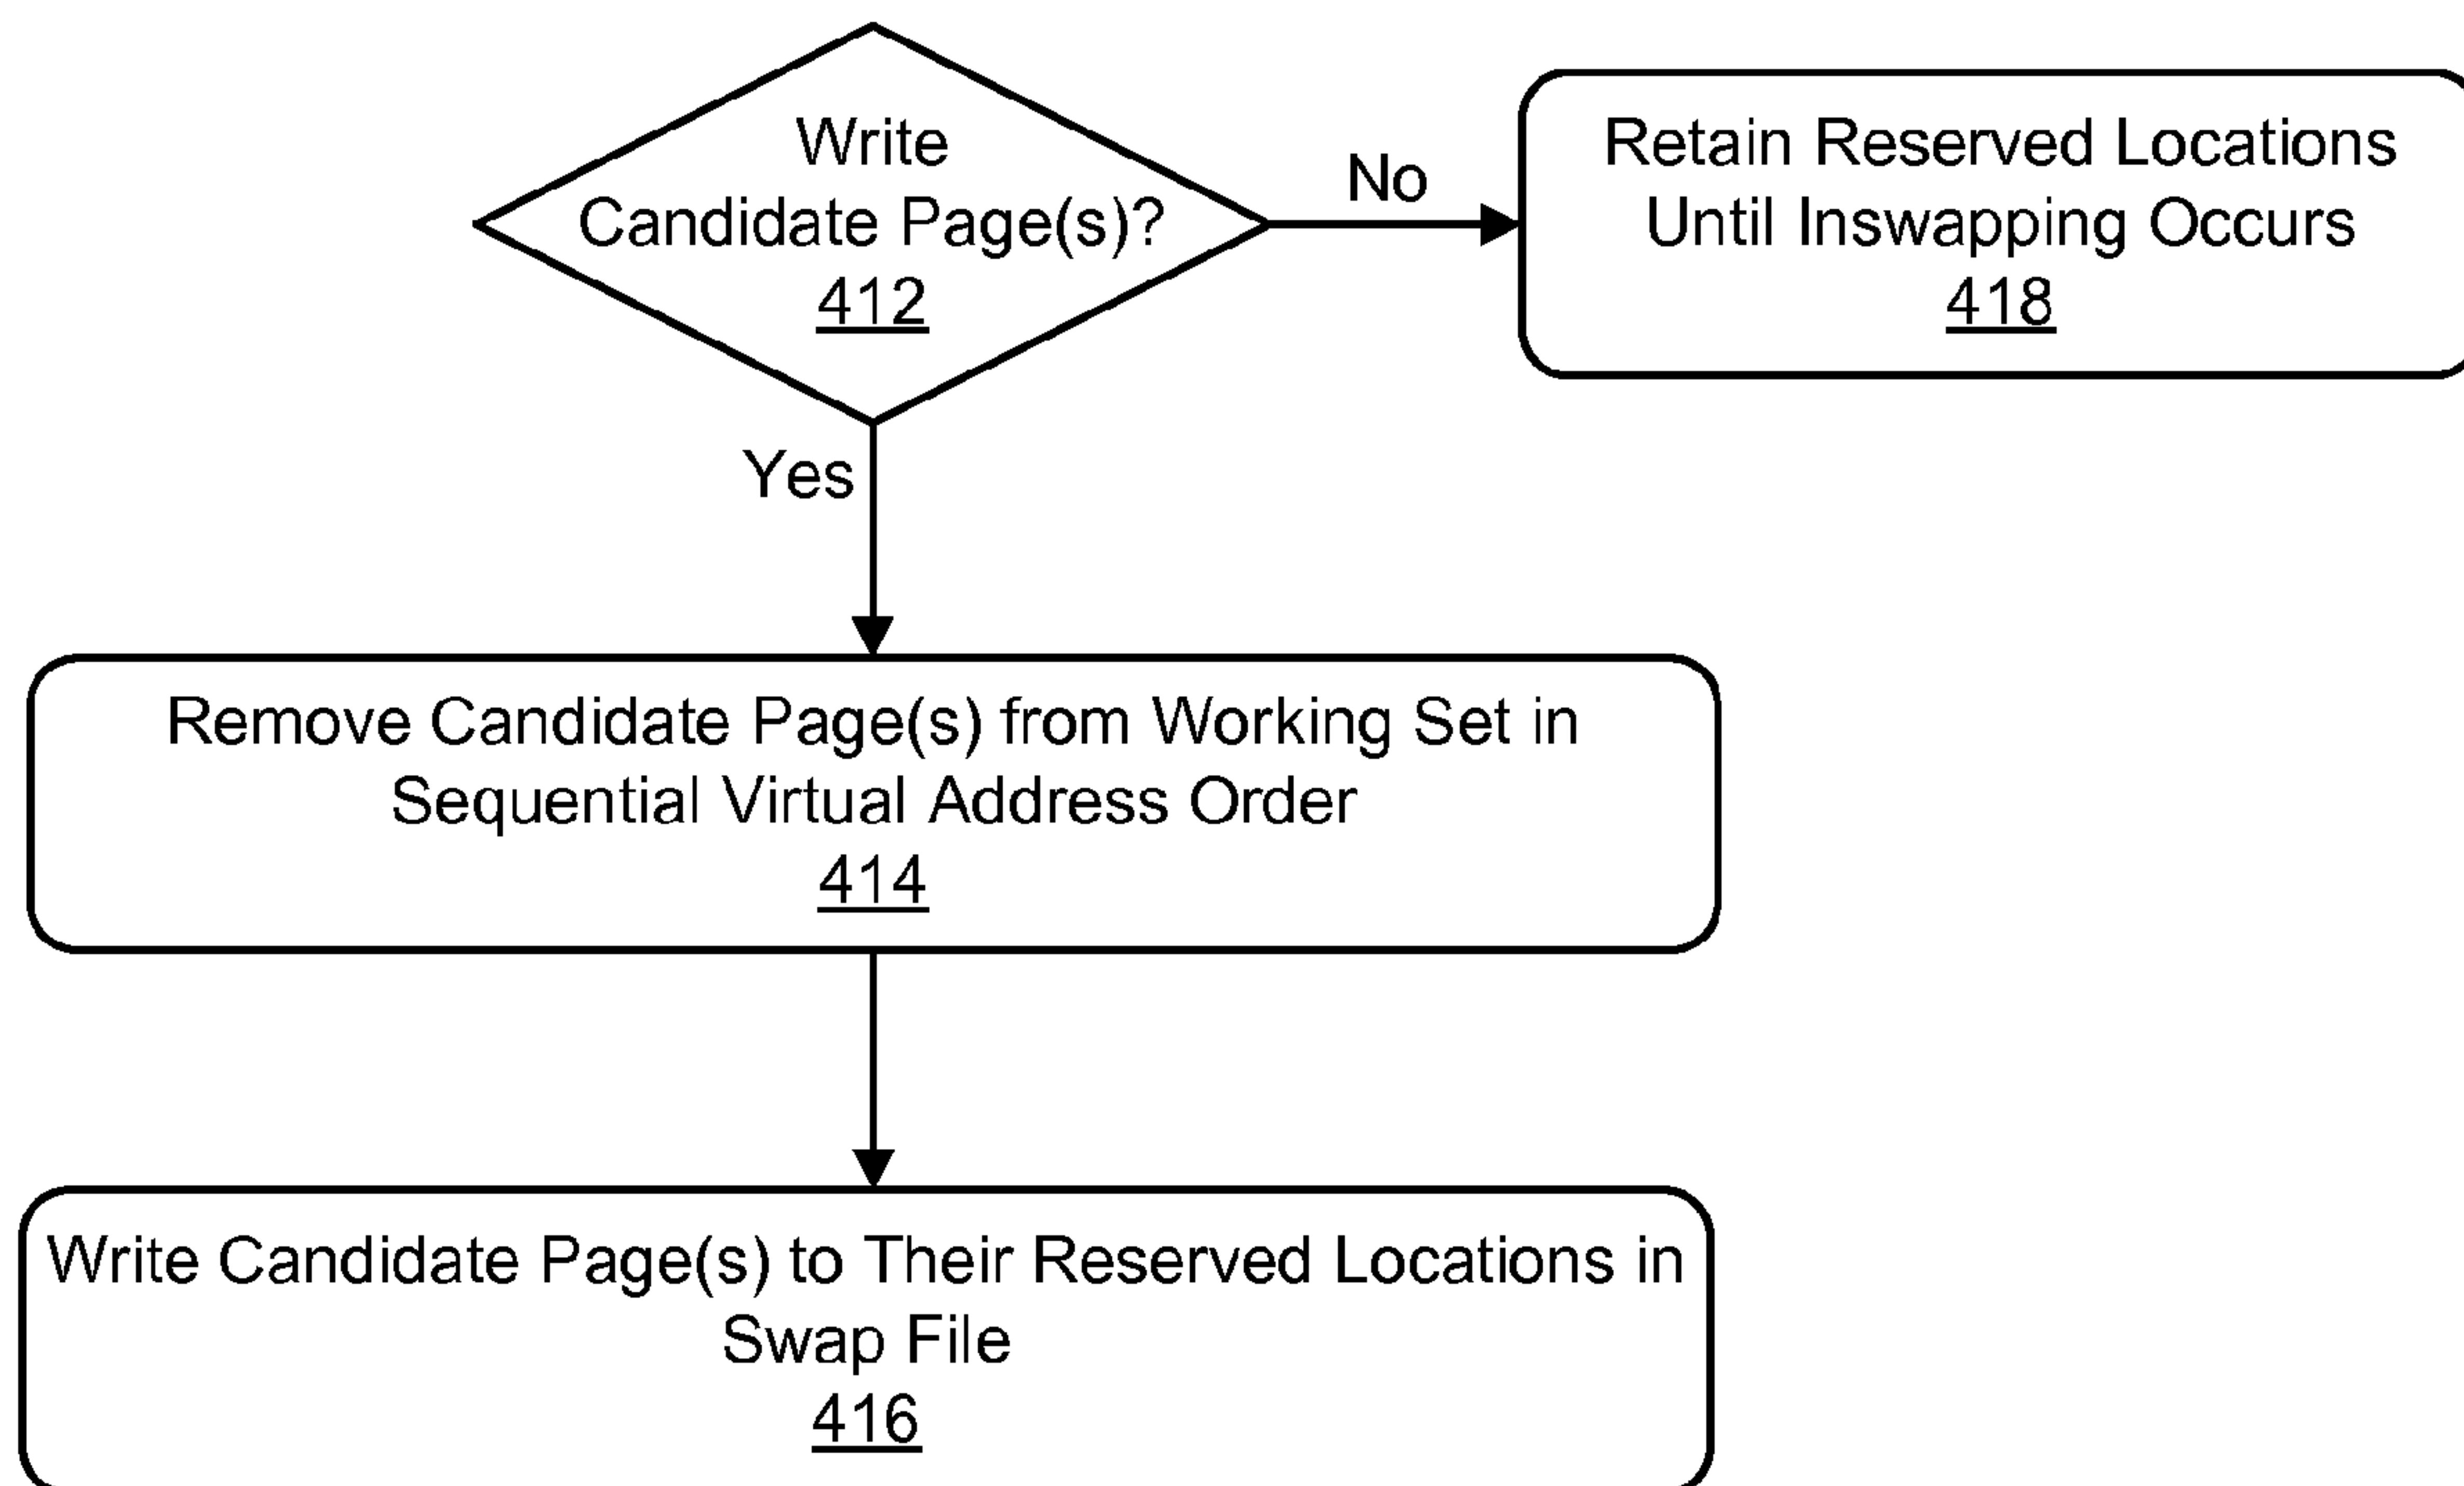 Write
Candidate Page(s)?
412
No
Retain Reserved Locations
Until Inswapping Occurs
418
Yes
Remove Candidate Page(s) from Working Set in
Sequential Virtual Address Order
414
Write Candidate Page(s) to Their Reserved Locations in
Swap File
416